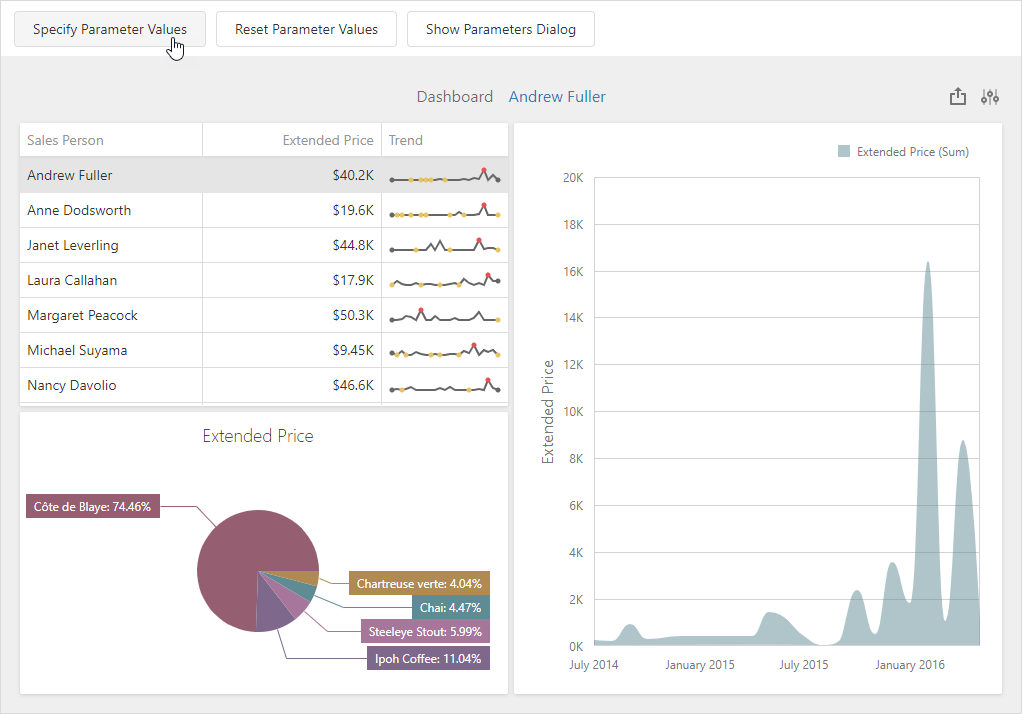 Specify Parameter Values Reset Parameter Values Show Parameters Dialog
Dashboard Andrew Fuller
Sales Person Extended Price Trend
Andrew Fuller $40.2K
Anne Dodsworth $19.6K
Janet Leverling $44.8K
Laura Callahan $17.9K
Margaret Peacock $50.3K
Michael Suyama $9.45K
Nancy Davolio $46.6K
Extended Price
Côte de Blaye: 74.46%
Chartreuse verte: 4.04%
Chai: 4.47%
Steeleye Stout: 5.99%
Ipoh Coffee: 11.04%
Extended Price (Sum)
Extended Price
20K
18K
16K
14K
12K
10K
8K
6K
4K
2K
0K
July 2014 January 2015 July 2015 January 2016